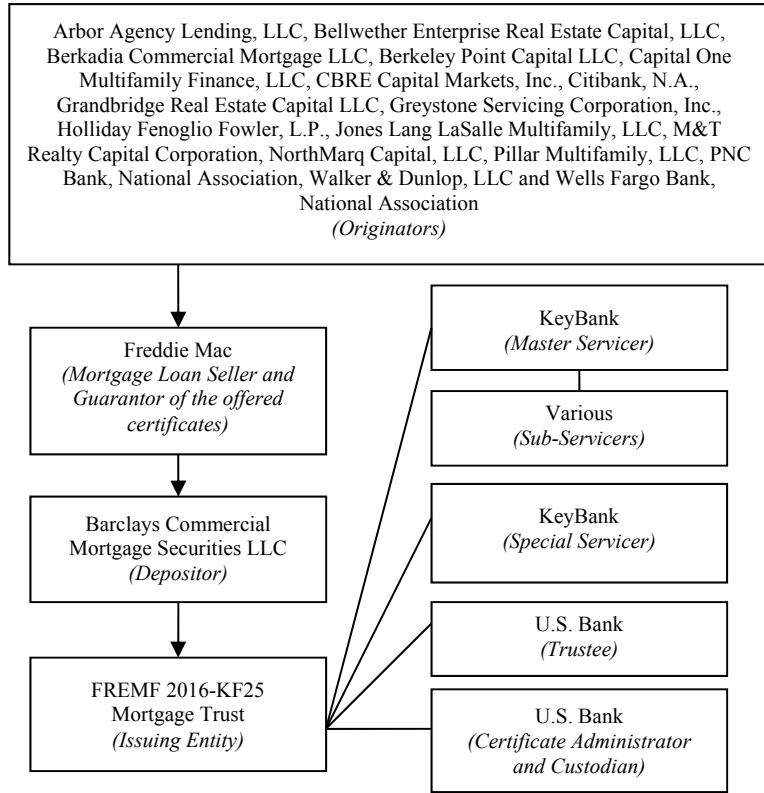 Arbor Agency Lending, LLC, Bellwether Enterprise Real Estate Capital, LLC,
Berkadia Commercial Mortgage LLC, Berkeley Point Capital LLC, Capital One
Multifamily Finance, LLC, CBRE Capital Markets, Inc., Citibank, N.A.,
Grandbridge Real Estate Capital LLC, Greystone Servicing Corporation, Inc.,
Holliday Fenoglio Fowler, L.P., Jones Lang LaSalle Multifamily, LLC, M&T
Realty Capital Corporation, NorthMarq Capital, LLC, Pillar Multifamily, LLC, PNC
Bank, National Association, Walker & Dunlop, LLC and Wells Fargo Bank,
National Association
(Originators)
Freddie Mac
(Mortgage Loan Seller and
Guarantor of the offered
certificates)
Barclays Commercial
Mortgage Securities LLC
(Depositor)
FREMF 2016-KF25
Mortgage Trust
(Issuing Entity)
KeyBank
(Master Servicer)
Various
(Sub-Servicers)
KeyBank
(Special Servicer)
U.S. Bank
(Trustee)
U.S. Bank
(Certificate Administrator
and Custodian)